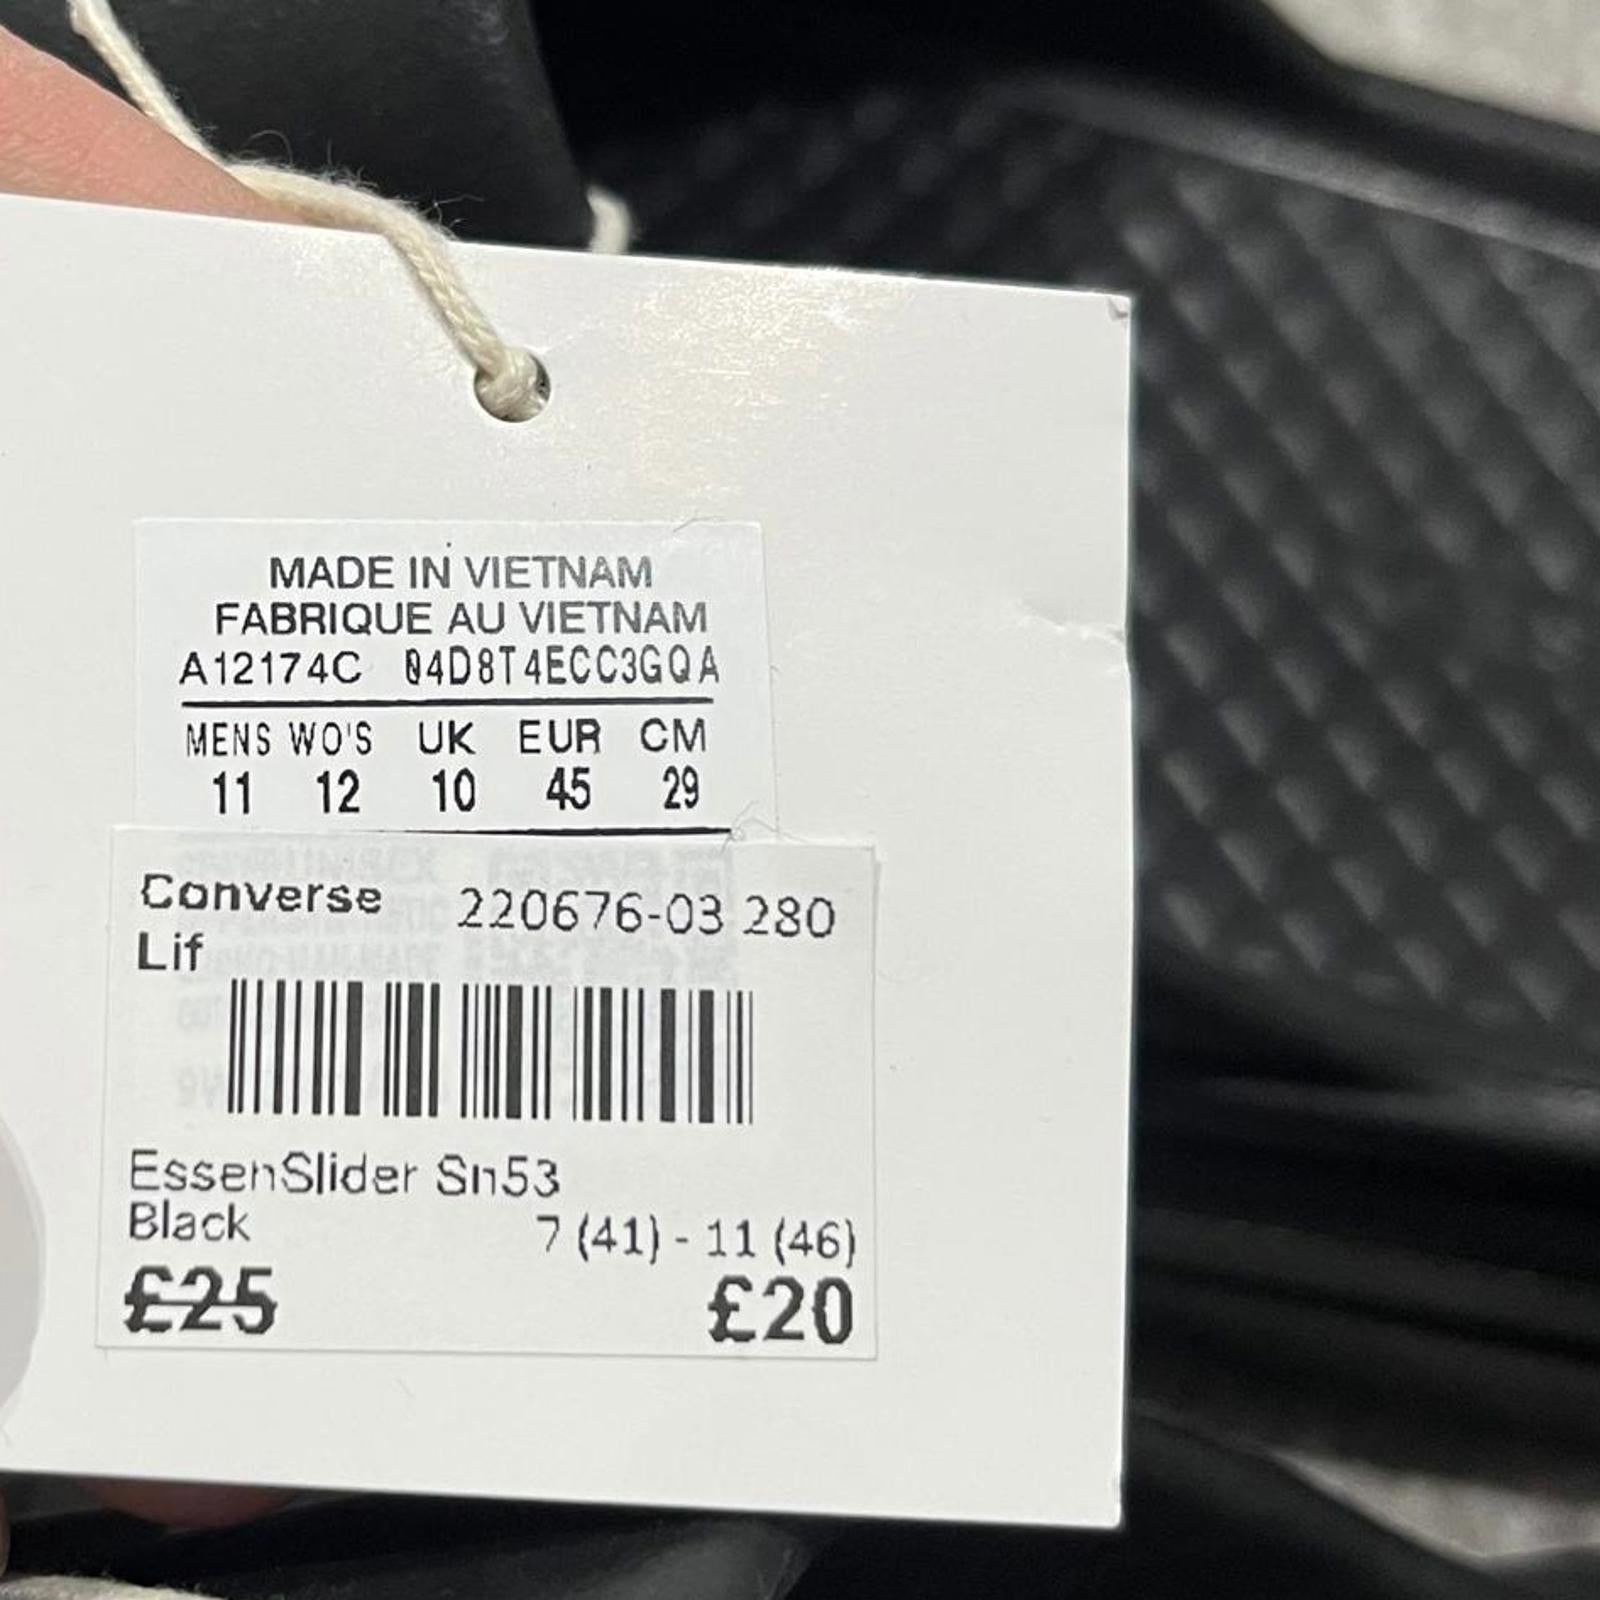 MADE IN VIETNAM
FABRIQUE AU VIETNAM
A12174C 04D8T4ECC3GQA
MENS WO'S UK EUR CM
11 12 10 45 29
Converse 220676-03 280
Lif
EssenSlider Sn53
Black 7 (41) - 11 (46)
£25 £20